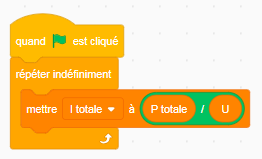 quand est cliqué
répéter indéfiniment
mettre I totale à P totale / U